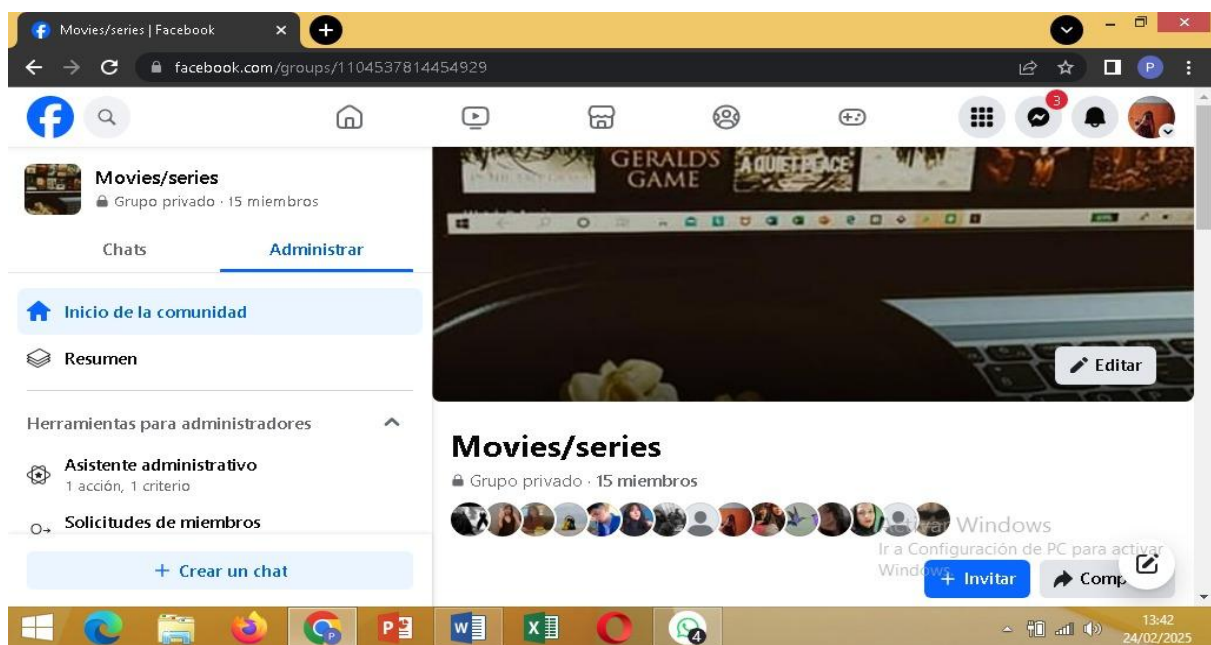 Movies/series | Facebook
facebook.com/groups/1104537814454929
P
3
Movies/series
Grupo privado · 15 miembros
Chats
Administrar
Inicio de la comunidad
Resumen
Herramientas para administradores
Asistente administrativo
1 acción, 1 criterio
Solicitudes de miembros
+ Crear un chat
GERALD'S
GAME
A QUIET PLACE
Editar
Movies/series
Grupo privado · 15 miembros
Activar Windows
Ir a Configuración de PC para activar
Windows.
+ Invitar
Comp
4
13:42
24/02/2025